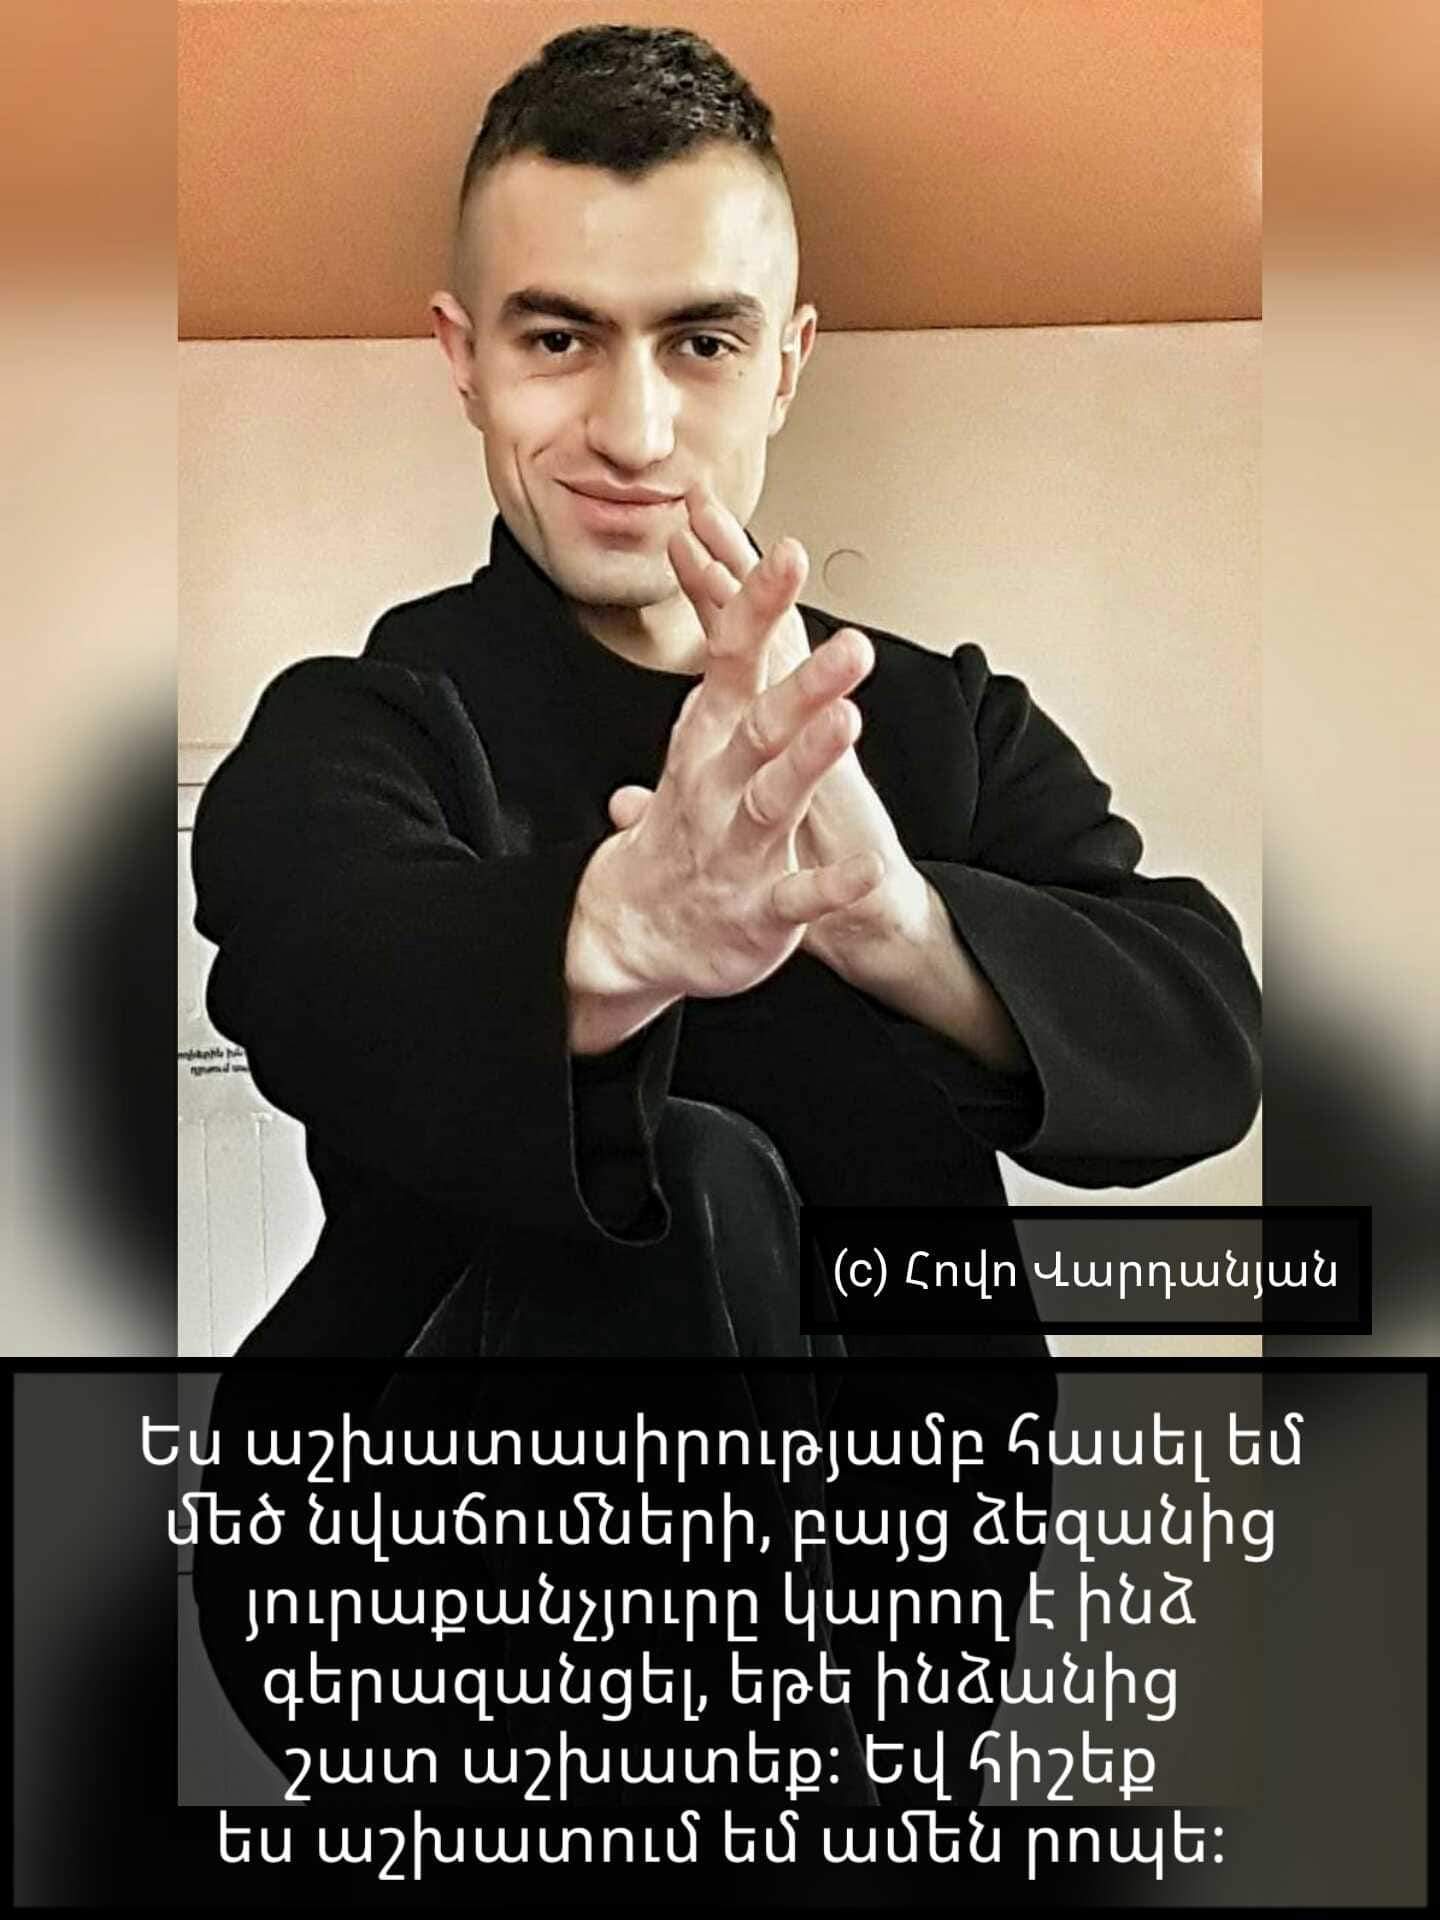 (c) Հովո Վարդանյան
Ես աշխատասիրությամբ հասել եմ
մեծ նվաճումների, բայց ձեզանից
յուրաքանչյուրը կարող է ինձ
գերազանցել, եթե ինձանից
շատ աշխատեք: Եվ հիշեք
ես աշխատում եմ ամեն րոպե: